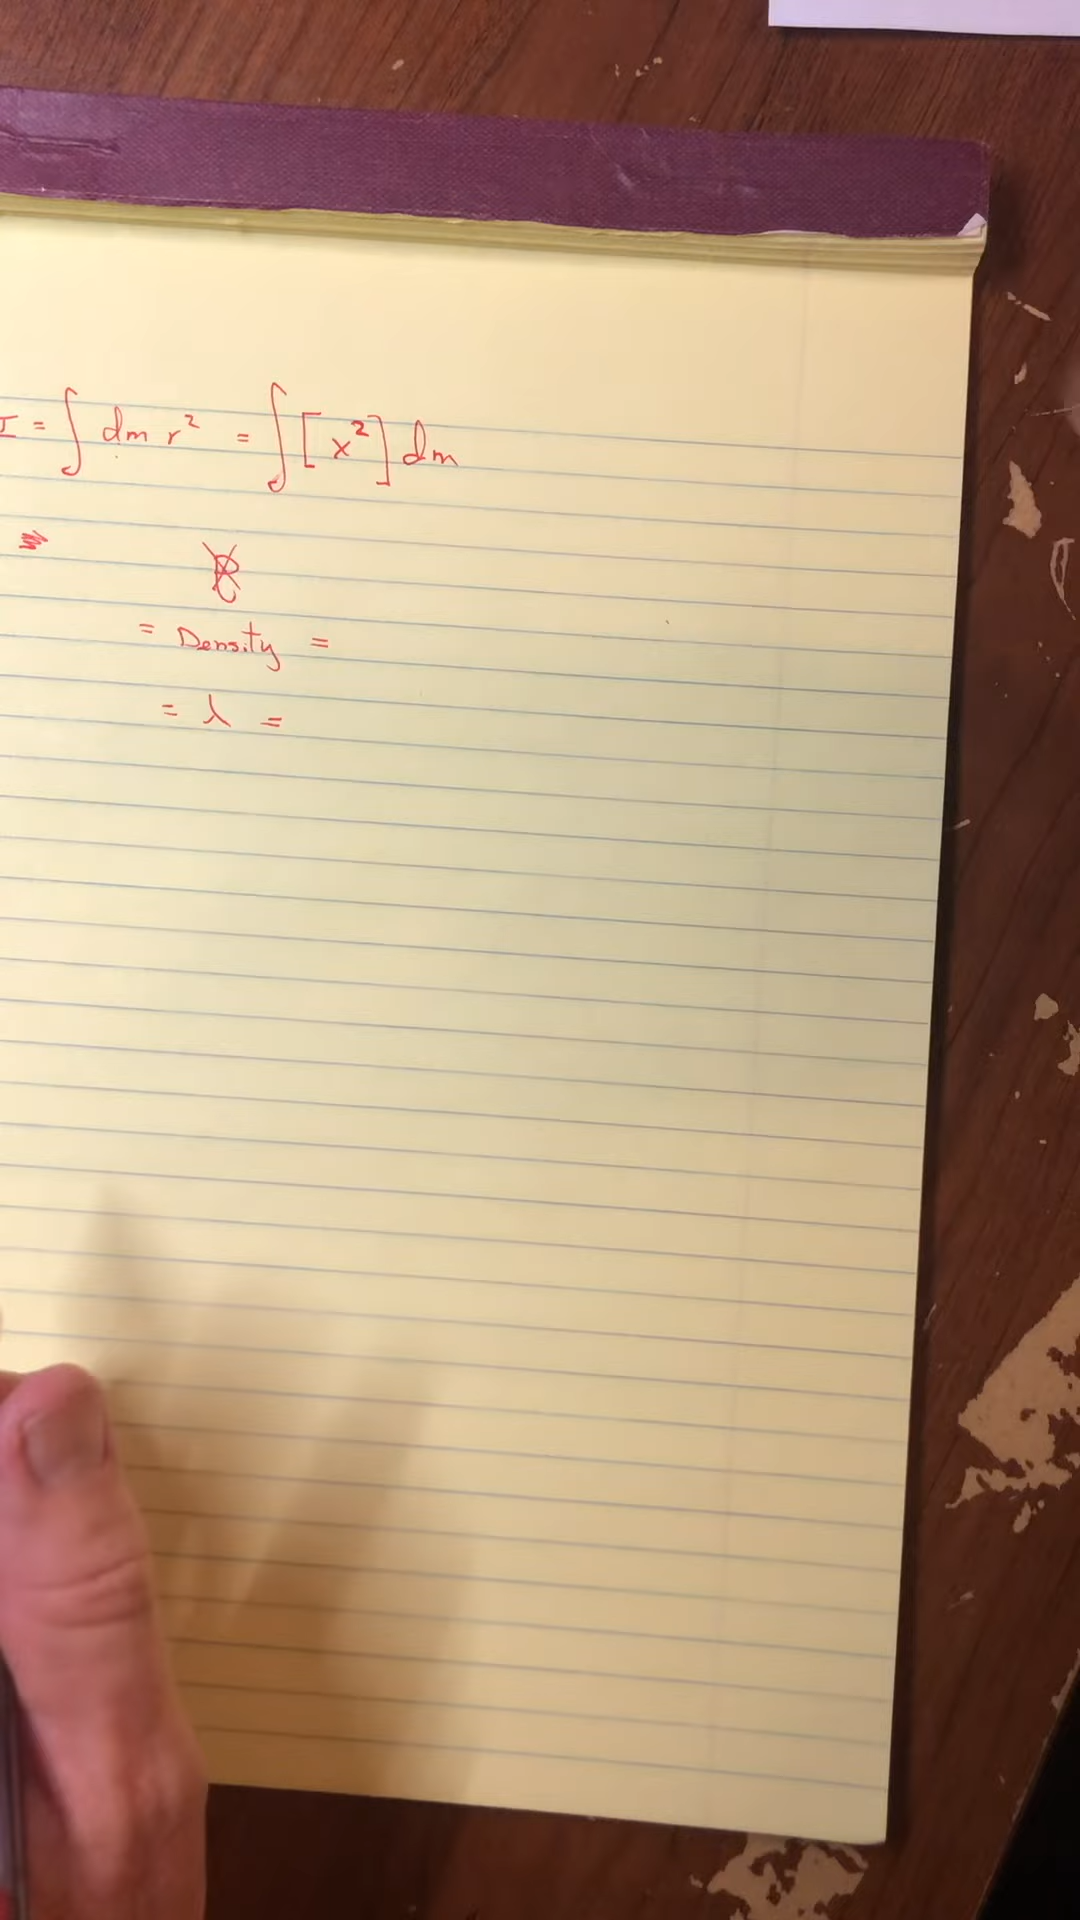 I = ∫ dm r² = ∫ [x²] dm
= Density =
= λ =